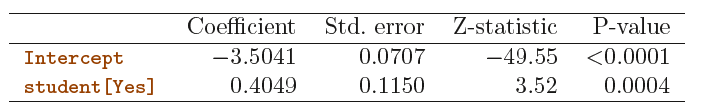 Coefficient Std. error Z-statistic P-value
Intercept −3.5041 0.0707 −49.55 <0.0001
student[Yes] 0.4049 0.1150 3.52 0.0004